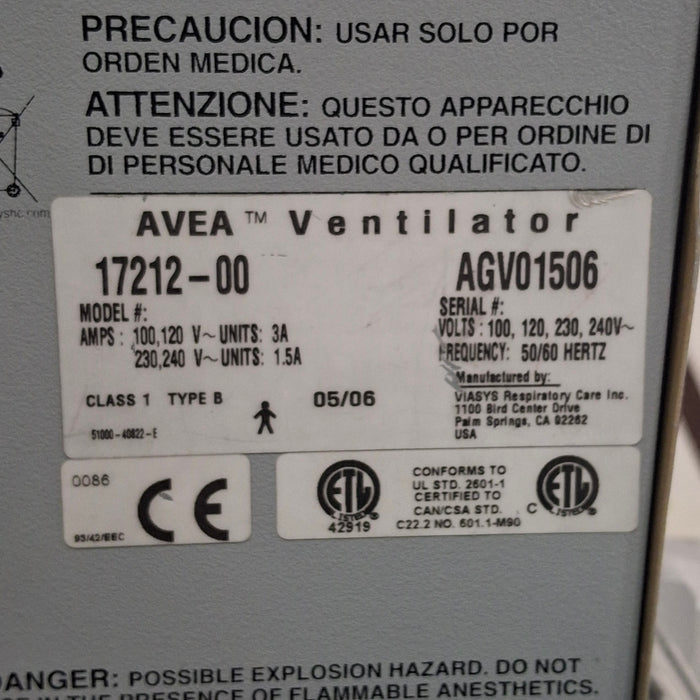 PRECAUCION: USAR SOLO POR
ORDEN MEDICA.
ATTENZIONE: QUESTO APPARECCHIO
DEVE ESSERE USATO DA O PER ORDINE DI
DI PERSONALE MEDICO QUALIFICATO.
AVEA™ Ventilator
17212-00 AGV01506
MODEL #: SERIAL #:
AMPS : 100,120 V~ UNITS: 3A VOLTS : 100, 120, 230, 240V~
230,240 V~ UNITS: 1.5A FREQUENCY: 50/60 HERTZ
Manufactured by:
CLASS 1 TYPE B 05/06 VIASYS Respiratory Care Inc.
1100 Bird Center Drive
Palm Springs, CA 92262
51000-40822-E USA
0086
CE
93/42/EEC
ETL
LISTED
42919
CONFORMS TO
UL STD. 2601-1
CERTIFIED TO
CAN/CSA STD.
C22.2 NO. 601.1-M90
C ETL
LISTED
DANGER: POSSIBLE EXPLOSION HAZARD. DO NOT
PRESENCE OF FLAMMABLE ANESTHETICS.